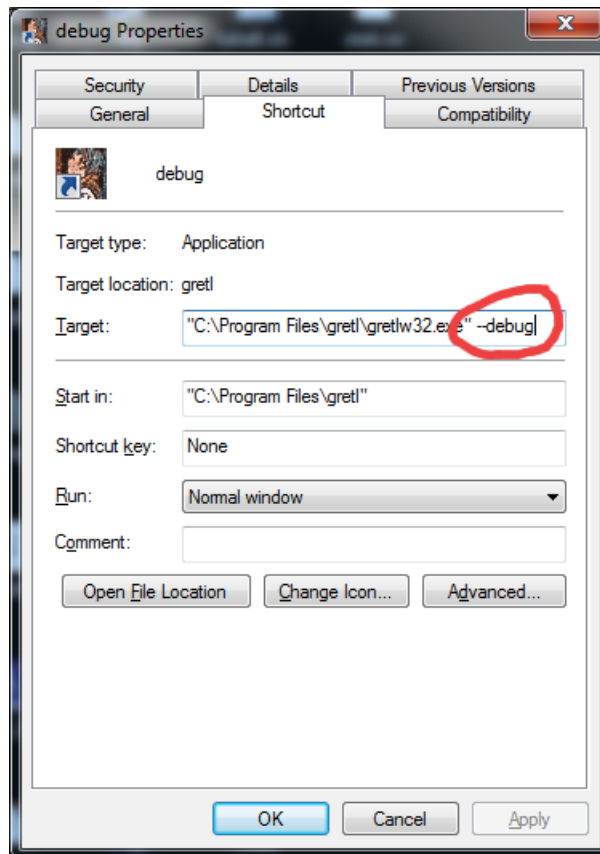 debug Properties
Security Details Previous Versions
General Shortcut Compatibility
debug
Target type: Application
Target location: gretl
Target: "C:\Program Files\gretl\gretlw32.exe" --debug
Start in: "C:\Program Files\gretl"
Shortcut key: None
Run: Normal window
Comment:
Open File Location Change Icon... Advanced...
OK Cancel Apply